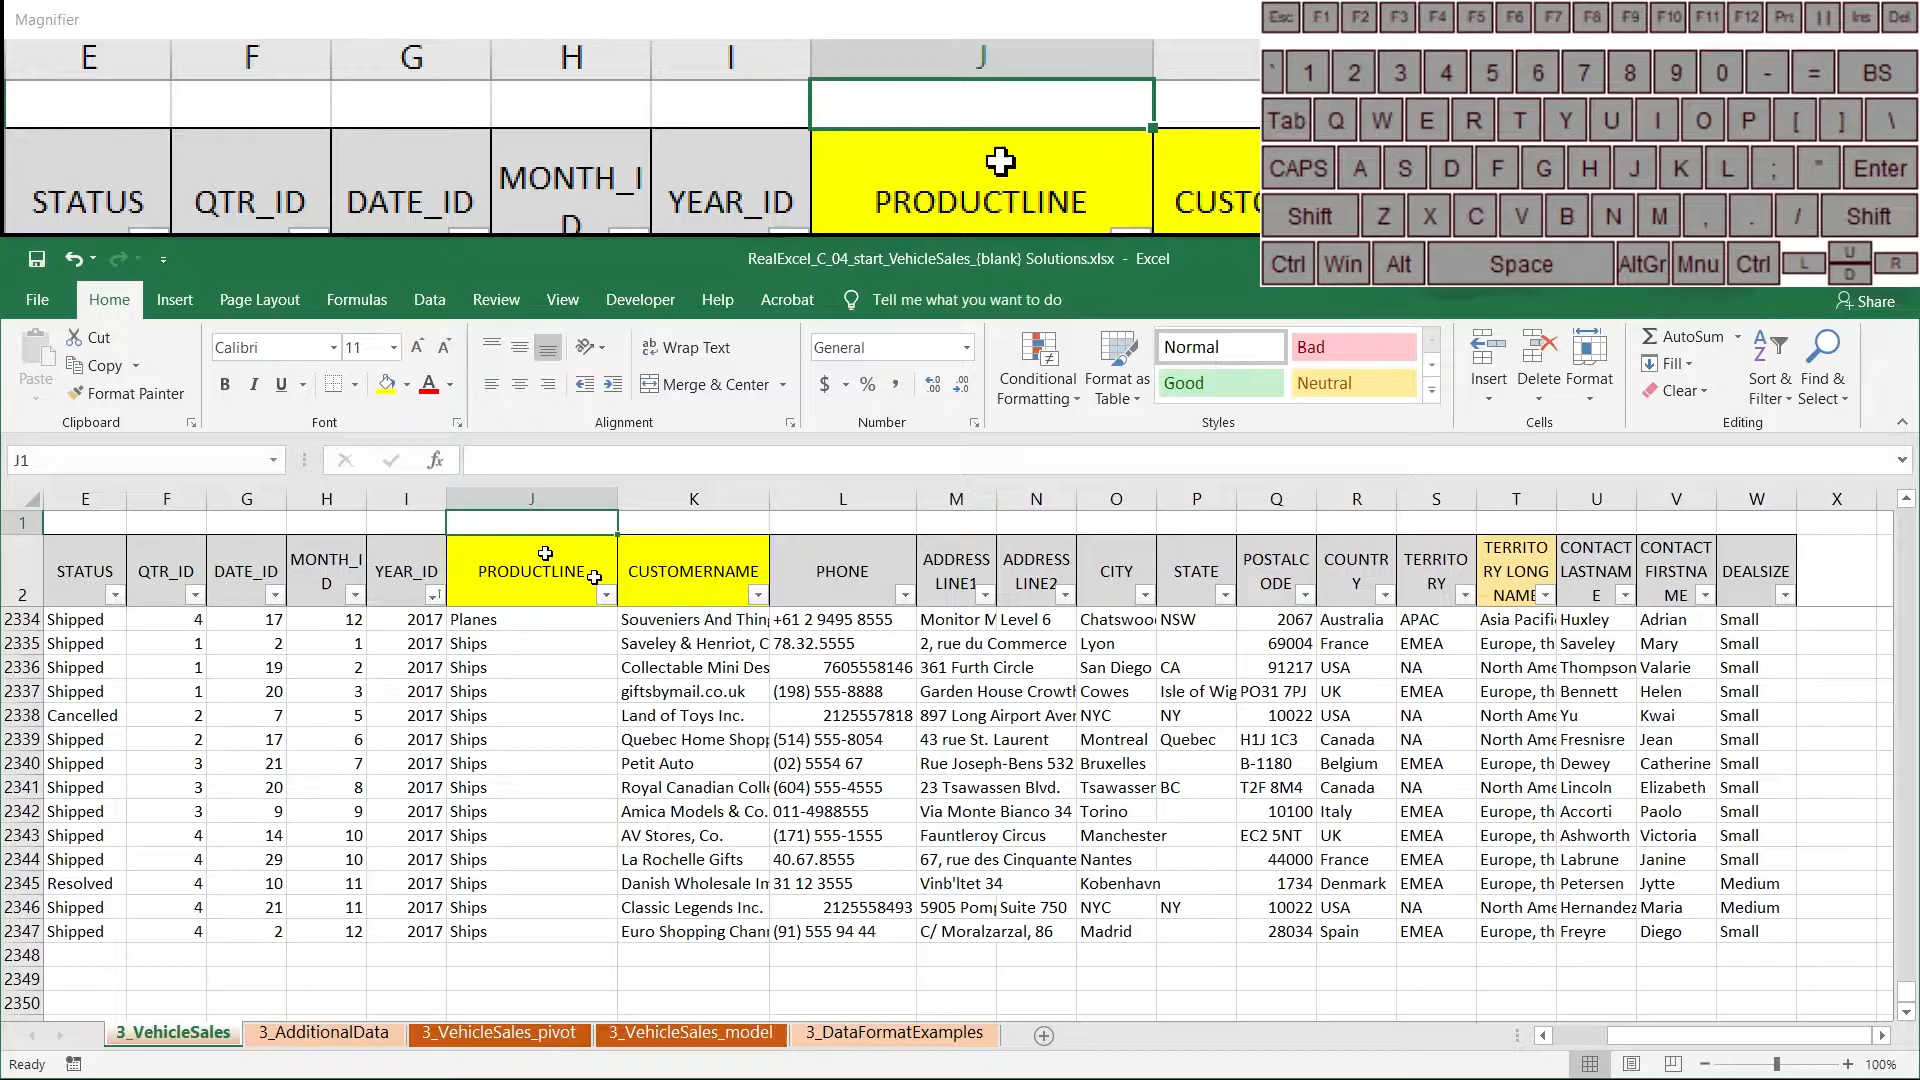 Magnifier
E F G H I J
STATUS QTR_ID DATE_ID MONTH_I YEAR_ID PRODUCTLINE CUSTO
D
Esc F1 F2 F3 F4 F5 F6 F7 F8 F9 F10 F11 F12 Prt Ins Del
` 1 2 3 4 5 6 7 8 9 0 - = BS
Tab Q W E R T Y U I O P [ ] \
CAPS A S D F G H J K L ; " Enter
Shift Z X C V B N M , . / Shift
Ctrl Win Alt Space AltGr Mnu Ctrl L U D R
RealExcel_C_04_start_VehicleSales_{blank} Solutions.xlsx - Excel
File Home Insert Page Layout Formulas Data Review View Developer Help Acrobat Tell me what you want to do Share
Paste Cut Copy Format Painter
Calibri 11 B I U A A A
Wrap Text Merge & Center
General $ % ,
Conditional Formatting Format as Table
Normal Bad
Good Neutral
Insert Delete Format
AutoSum Fill Clear Sort & Filter Find & Select
Clipboard Font Alignment Number Styles Cells Editing
J1 fx
E F G H I J K L M N O P Q R S T U V W X
1
2 STATUS QTR_ID DATE_ID MONTH_ID YEAR_ID PRODUCTLINE CUSTOMERNAME PHONE ADDRESSLINE1 ADDRESSLINE2 CITY STATE POSTALCODE COUNTRY TERRITORY TERRITORY LONG NAME CONTACTLASTNAME CONTACTFIRSTNAME DEALSIZE
2334 Shipped 4 17 12 2017 Planes Souveniers And Thin +61 2 9495 8555 Monitor M Level 6 Chatswoo NSW 2067 Australia APAC Asia Pacifi Huxley Adrian Small
2335 Shipped 1 2 1 2017 Ships Saveley & Henriot, C 78.32.5555 2, rue du Commerce Lyon 69004 France EMEA Europe, th Saveley Mary Small
2336 Shipped 1 19 2 2017 Ships Collectable Mini Des 7605558146 361 Furth Circle San Diego CA 91217 USA NA North Ame Thompson Valarie Small
2337 Shipped 1 20 3 2017 Ships giftsbymail.co.uk (198) 555-8888 Garden House Crowth Cowes Isle of Wig PO31 7PJ UK EMEA Europe, th Bennett Helen Small
2338 Cancelled 2 7 5 2017 Ships Land of Toys Inc. 2125557818 897 Long Airport Aven NYC NY 10022 USA NA North Ame Yu Kwai Small
2339 Shipped 2 17 6 2017 Ships Quebec Home Shopp (514) 555-8054 43 rue St. Laurent Montreal Quebec H1J 1C3 Canada NA North Ame Fresnisre Jean Small
2340 Shipped 3 21 7 2017 Ships Petit Auto (02) 5554 67 Rue Joseph-Bens 532 Bruxelles B-1180 Belgium EMEA Europe, th Dewey Catherine Small
2341 Shipped 3 20 8 2017 Ships Royal Canadian Colle (604) 555-4555 23 Tsawassen Blvd. Tsawassen BC T2F 8M4 Canada NA North Ame Lincoln Elizabeth Small
2342 Shipped 3 9 9 2017 Ships Amica Models & Co. 011-4988555 Via Monte Bianco 34 Torino 10100 Italy EMEA Europe, th Accorti Paolo Small
2343 Shipped 4 14 10 2017 Ships AV Stores, Co. (171) 555-1555 Fauntleroy Circus Manchester EC2 5NT UK EMEA Europe, th Ashworth Victoria Small
2344 Shipped 4 29 10 2017 Ships La Rochelle Gifts 40.67.8555 67, rue des Cinquante Nantes 44000 France EMEA Europe, th Labrune Janine Small
2345 Resolved 4 10 11 2017 Ships Danish Wholesale Im 31 12 3555 Vinb'ltet 34 Kobenhavn 1734 Denmark EMEA Europe, th Petersen Jytte Medium
2346 Shipped 4 21 11 2017 Ships Classic Legends Inc. 2125558493 5905 Pomp Suite 750 NYC NY 10022 USA NA North Ame Hernandez Maria Medium
2347 Shipped 4 2 12 2017 Ships Euro Shopping Chan (91) 555 94 44 C/ Moralzarzal, 86 Madrid 28034 Spain EMEA Europe, th Freyre Diego Small
2348
2349
2350
3_VehicleSales 3_AdditionalData 3_VehicleSales_pivot 3_VehicleSales_model 3_DataFormatExamples
Ready 100%